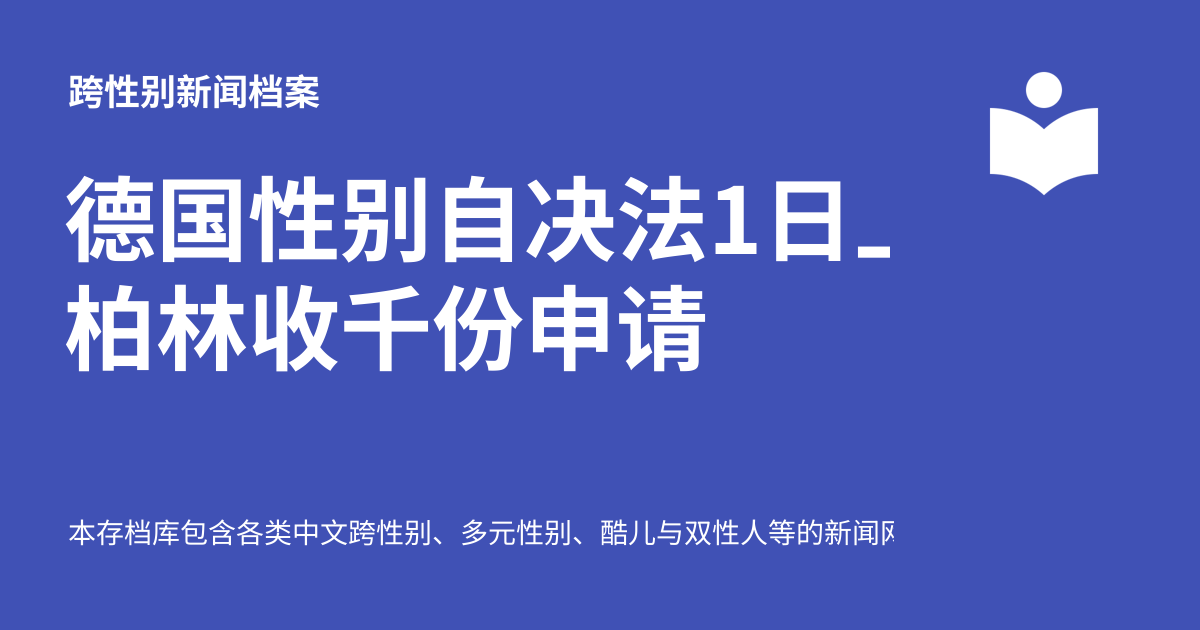 跨性别新闻档案
德国性别自决法1日_
柏林收千份申请
本存档库包含各类中文跨性别、多元性别、酷儿与双性人等的新闻